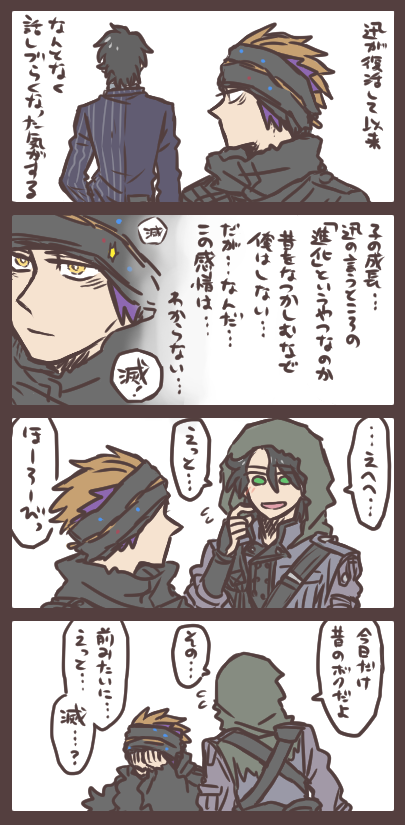 迅が復活して以来
なんとなく
話しづらくなった気がする
子の成長…
迅の言うところの
「進化」というやつなのか
昔をなつかしむなど
俺はしない…
だが…なんだ…
この感情は…
わからない…
滅
滅!
…えへへ…
えっと…
ほーろーびっ
今日だけ
昔のボクだよ
その…
前みたいに…
えっと…
滅…?